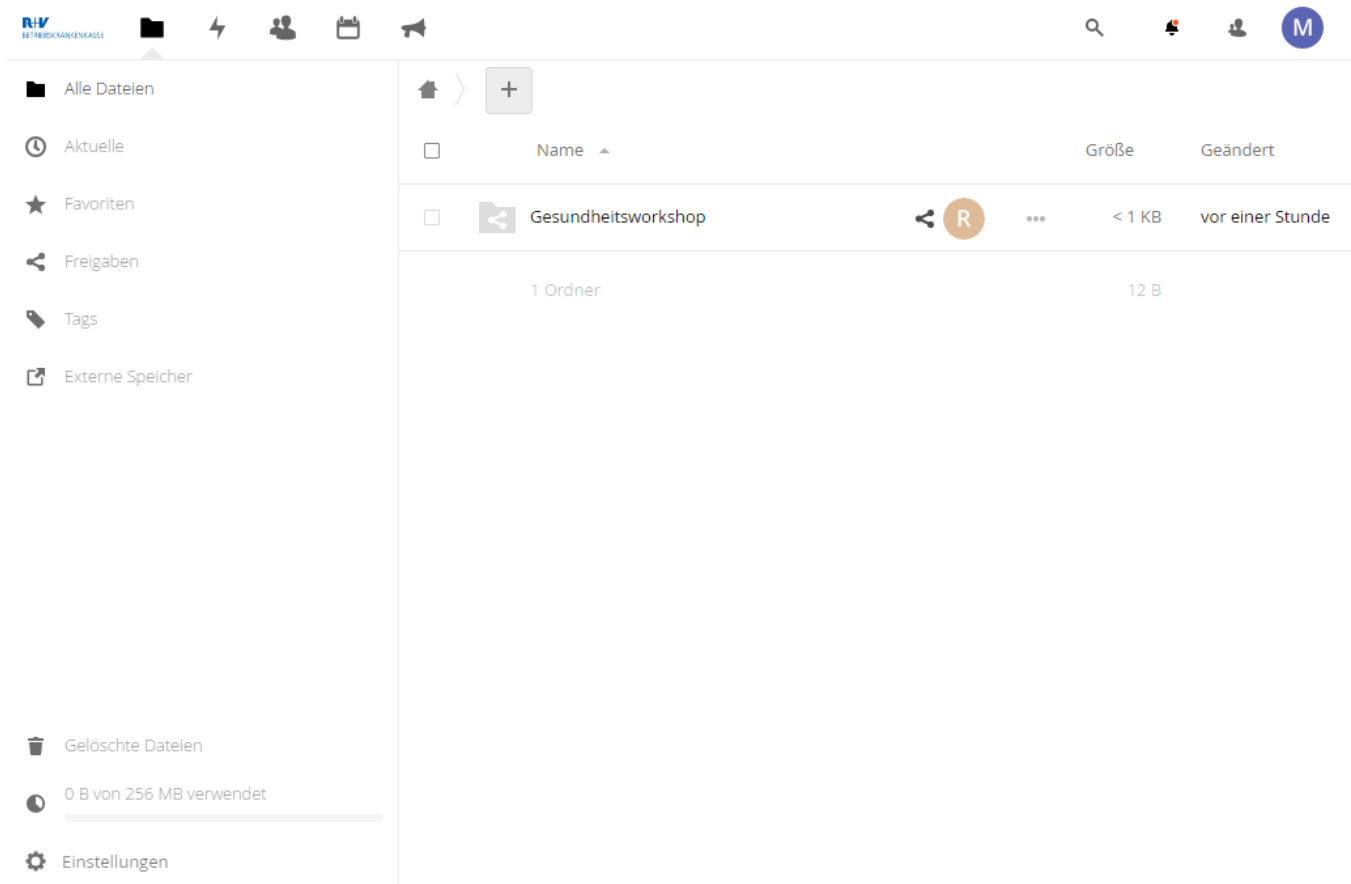 R+V
BETRIEBSKRANKENKASSE
M
Alle Dateien
+
Aktuelle
Name Größe Geändert
Favoriten
Gesundheitsworkshop R ... < 1 KB vor einer Stunde
Freigaben
1 Ordner 12 B
Tags
Externe Speicher
Gelöschte Dateien
0 B von 256 MB verwendet
Einstellungen